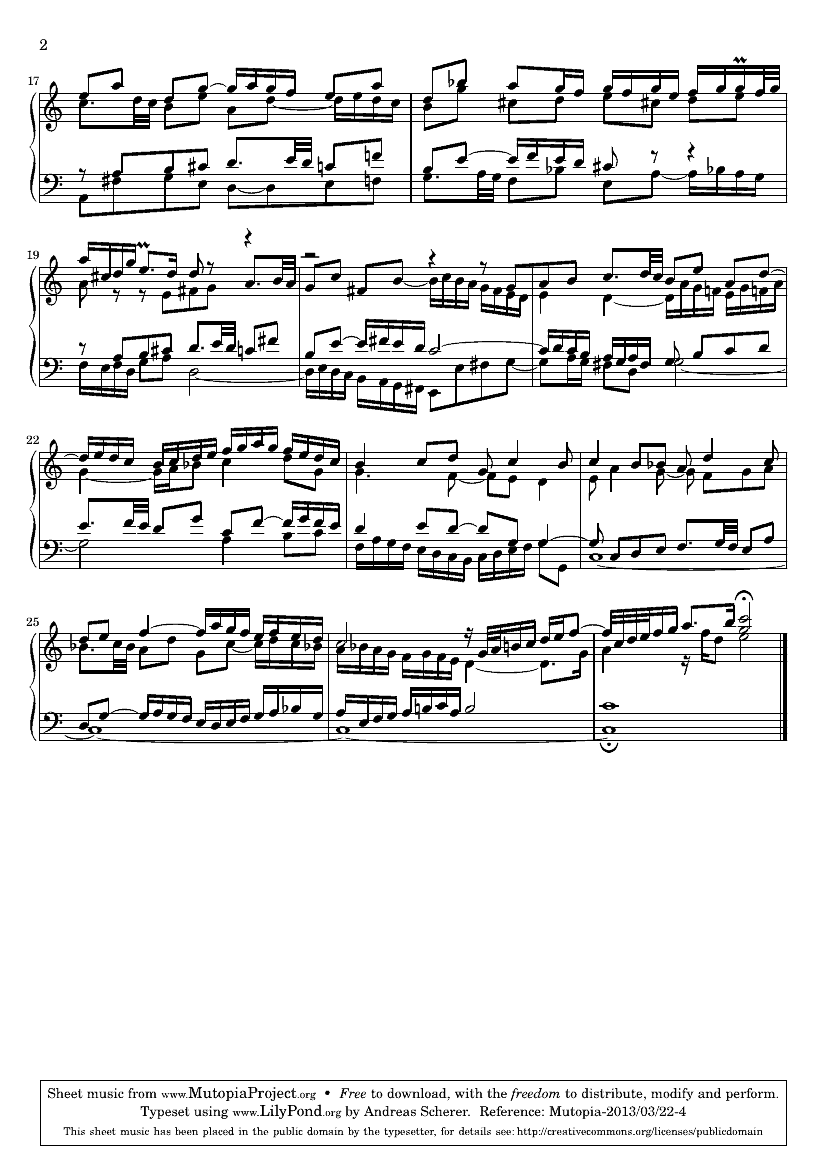 2
17
19
22
25
Sheet music from www.MutopiaProject.org • Free to download, with the freedom to distribute, modify and perform.
Typeset using www.LilyPond.org by Andreas Scherer. Reference: Mutopia-2013/03/22-4
This sheet music has been placed in the public domain by the typesetter, for details see: http://creativecommons.org/licenses/publicdomain